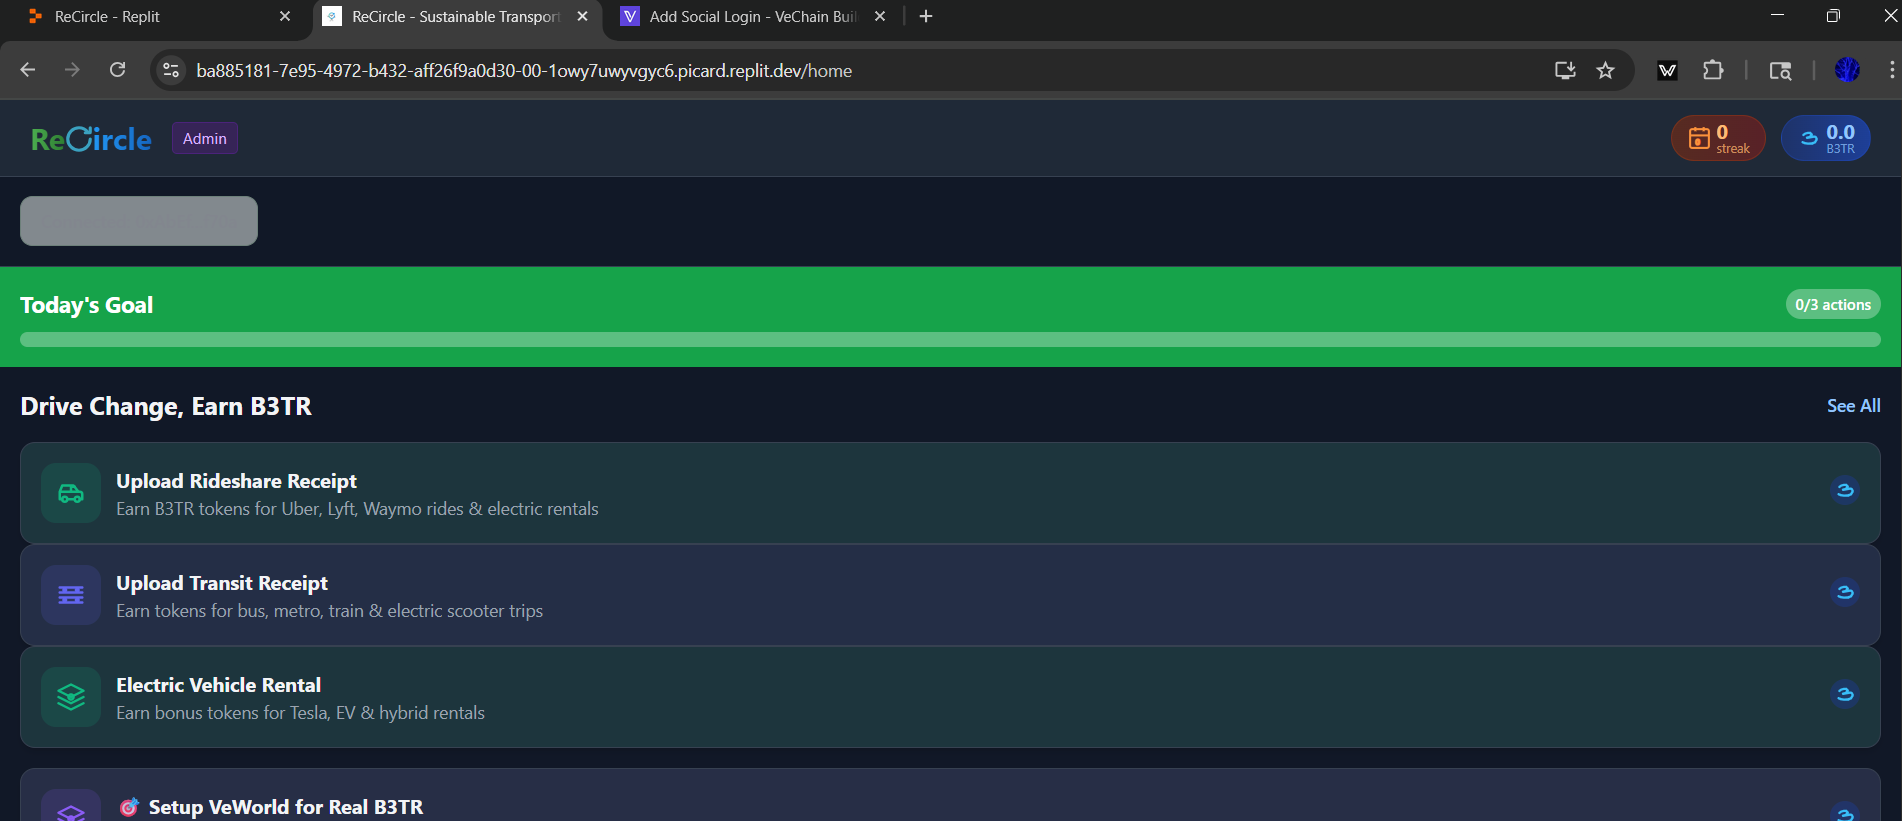 ReCircle - Replit
ReCircle - Sustainable Transport
Add Social Login - VeChain Buil
ba885181-7e95-4972-b432-aff26f9a0d30-00-1owy7uwyvgyc6.picard.replit.dev/home
ReCircle
Admin
0
streak
0.0
B3TR
Today's Goal
0/3 actions
Drive Change, Earn B3TR
See All
Upload Rideshare Receipt
Earn B3TR tokens for Uber, Lyft, Waymo rides & electric rentals
Upload Transit Receipt
Earn tokens for bus, metro, train & electric scooter trips
Electric Vehicle Rental
Earn bonus tokens for Tesla, EV & hybrid rentals
🎯 Setup VeWorld for Real B3TR